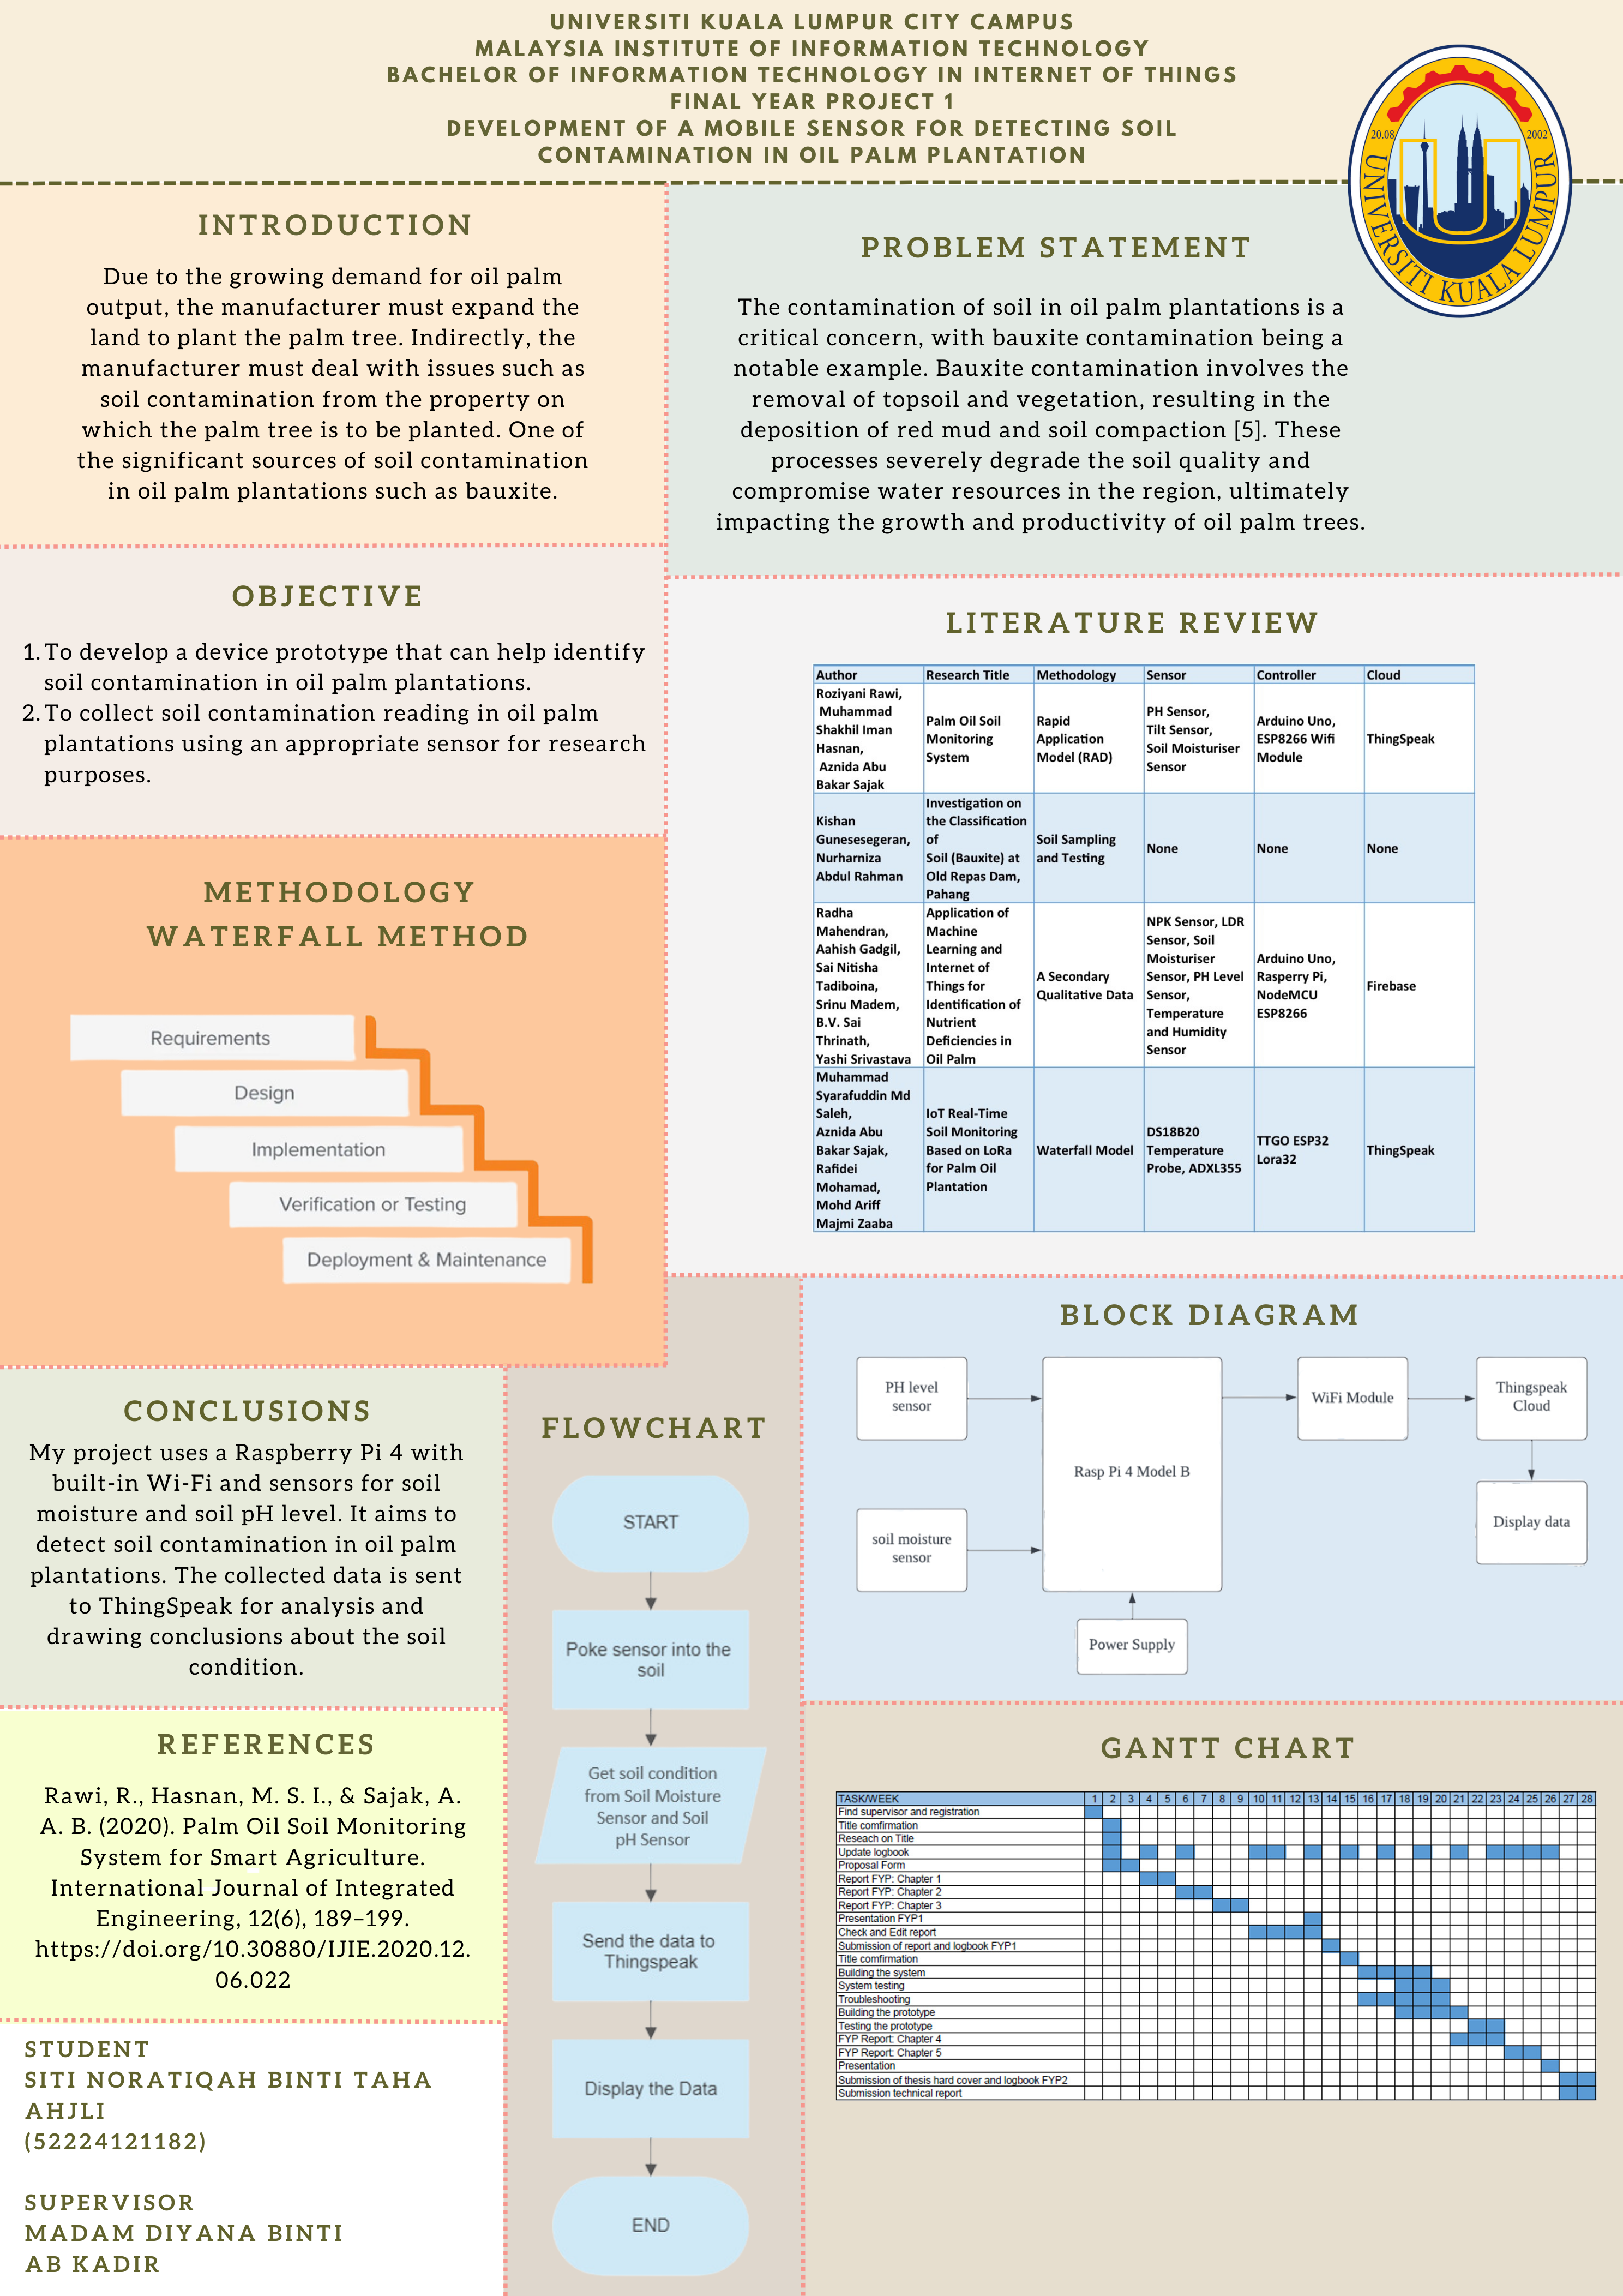 UNIVERSITI KUALA LUMPUR CITY CAMPUS
MALAYSIA INSTITUTE OF INFORMATION TECHNOLOGY
BACHELOR OF INFORMATION TECHNOLOGY IN INTERNET OF THINGS
FINAL YEAR PROJECT 1
DEVELOPMENT OF A MOBILE SENSOR FOR DETECTING SOIL
CONTAMINATION IN OIL PALM PLANTATION
20.08 2002
UNIVERSITI KUALA LUMPUR
INTRODUCTION
Due to the growing demand for oil palm
output, the manufacturer must expand the
land to plant the palm tree. Indirectly, the
manufacturer must deal with issues such as
soil contamination from the property on
which the palm tree is to be planted. One of
the significant sources of soil contamination
in oil palm plantations such as bauxite.
PROBLEM STATEMENT
The contamination of soil in oil palm plantations is a
critical concern, with bauxite contamination being a
notable example. Bauxite contamination involves the
removal of topsoil and vegetation, resulting in the
deposition of red mud and soil compaction [5]. These
processes severely degrade the soil quality and
compromise water resources in the region, ultimately
impacting the growth and productivity of oil palm trees.
OBJECTIVE
1. To develop a device prototype that can help identify
soil contamination in oil palm plantations.
2. To collect soil contamination reading in oil palm
plantations using an appropriate sensor for research
purposes.
LITERATURE REVIEW
Author Research Title Methodology Sensor Controller Cloud
Roziyani Rawi,
Muhammad
Shakhil Iman
Hasnan,
Aznida Abu
Bakar Sajak
Palm Oil Soil
Monitoring
System
Rapid
Application
Model (RAD)
PH Sensor,
Tilt Sensor,
Soil Moisturiser
Sensor
Arduino Uno,
ESP8266 Wifi
Module
ThingSpeak
Kishan
Gunesesegeran,
Nurharniza
Abdul Rahman
Investigation on
the Classification
of
Soil (Bauxite) at
Old Repas Dam,
Pahang
Soil Sampling
and Testing
None
None
None
Radha
Mahendran,
Aahish Gadgil,
Sai Nitisha
Tadiboina,
Srinu Madem,
B.V. Sai
Thrinath,
Yashi Srivastava
Application of
Machine
Learning and
Internet of
Things for
Identification of
Nutrient
Deficiencies in
Oil Palm
A Secondary
Qualitative Data
NPK Sensor, LDR
Sensor, Soil
Moisturiser
Sensor, PH Level
Sensor,
Temperature
and Humidity
Sensor
Arduino Uno,
Rasperry Pi,
NodeMCU
ESP8266
Firebase
Muhammad
Syarafuddin Md
Saleh,
Aznida Abu
Bakar Sajak,
Rafidei
Mohamad,
Mohd Ariff
Majmi Zaaba
IoT Real-Time
Soil Monitoring
Based on LoRa
for Palm Oil
Plantation
Waterfall Model
DS18B20
Temperature
Probe, ADXL355
TTGO ESP32
Lora32
ThingSpeak
METHODOLOGY
WATERFALL METHOD
Requirements
Design
Implementation
Verification or Testing
Deployment & Maintenance
BLOCK DIAGRAM
PH level
sensor
soil moisture
sensor
Rasp Pi 4 Model B
Power Supply
WiFi Module
Thingspeak
Cloud
Display data
CONCLUSIONS
My project uses a Raspberry Pi 4 with
built-in Wi-Fi and sensors for soil
moisture and soil pH level. It aims to
detect soil contamination in oil palm
plantations. The collected data is sent
to ThingSpeak for analysis and
drawing conclusions about the soil
condition.
FLOWCHART
START
Poke sensor into the
soil
Get soil condition
from Soil Moisture
Sensor and Soil
pH Sensor
Send the data to
Thingspeak
Display the Data
END
REFERENCES
Rawi, R., Hasnan, M. S. I., & Sajak, A.
A. B. (2020). Palm Oil Soil Monitoring
System for Smart Agriculture.
International Journal of Integrated
Engineering, 12(6), 189–199.
https://doi.org/10.30880/IJIE.2020.12.
06.022
GANTT CHART
TASK/WEEK 1 2 3 4 5 6 7 8 9 10 11 12 13 14 15 16 17 18 19 20 21 22 23 24 25 26 27 28
Find supervisor and registration
Title comfirmation
Reseach on Title
Update logbook
Proposal Form
Report FYP: Chapter 1
Report FYP: Chapter 2
Report FYP: Chapter 3
Presentation FYP1
Check and Edit report
Submission of report and logbook FYP1
Title comfirmation
Building the system
System testing
Troubleshooting
Building the prototype
Testing the prototype
FYP Report: Chapter 4
FYP Report: Chapter 5
Presentation
Submission of thesis hard cover and logbook FYP2
Submission technical report
STUDENT
SITI NORATIQAH BINTI TAHA
AHJLI
(52224121182)
SUPERVISOR
MADAM DIYANA BINTI
AB KADIR